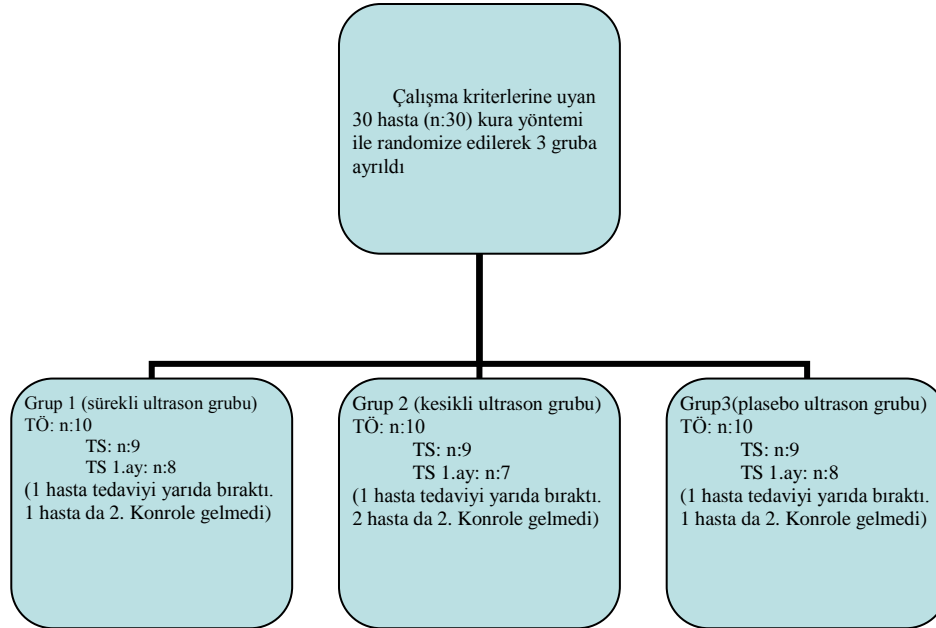 Çalışma kriterlerine uyan
30 hasta (n:30) kura yöntemi
ile randomize edilerek 3 gruba
ayrıldı
Grup 1 (sürekli ultrason grubu)
TÖ: n:10
TS: n:9
TS 1.ay: n:8
(1 hasta tedaviyi yarıda bıraktı.
1 hasta da 2. Konrole gelmedi)
Grup 2 (kesikli ultrason grubu)
TÖ: n:10
TS: n:9
TS 1.ay: n:7
(1 hasta tedaviyi yarıda bıraktı.
2 hasta da 2. Konrole gelmedi)
Grup3(plasebo ultrason grubu)
TÖ: n:10
TS: n:9
TS 1.ay: n:8
(1 hasta tedaviyi yarıda bıraktı.
1 hasta da 2. Konrole gelmedi)